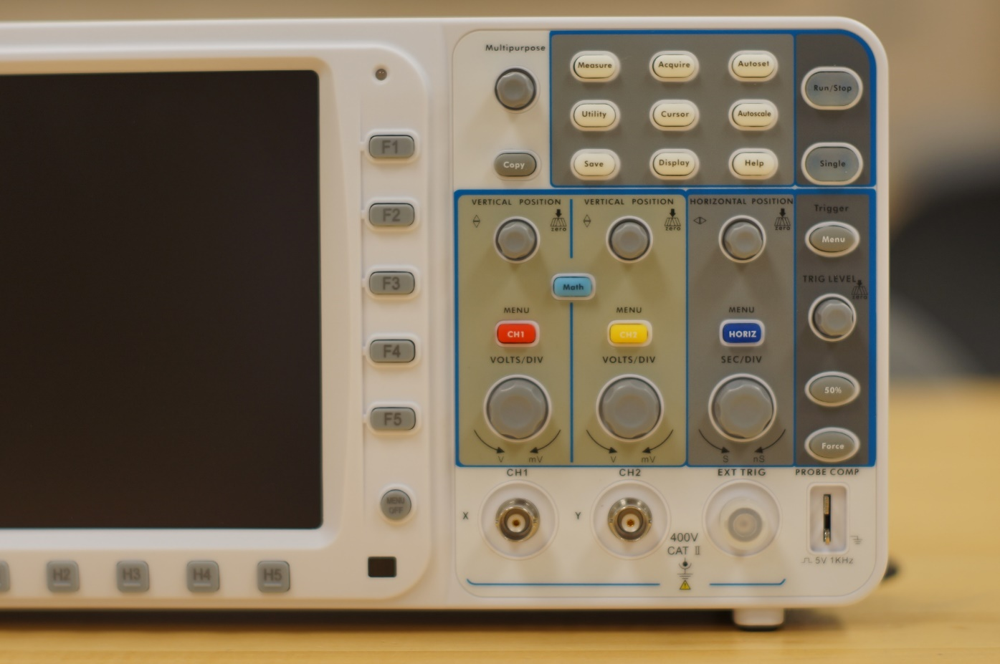 Multipurpose
Measure Acquire Autoset
Run/Stop
Utility Cursor Autoscale
Copy
Save Display Help
Single
F1
F2
F3
F4
F5
MENU
OFF
H2 H3 H4 H5
VERTICAL POSITION
zero
VERTICAL POSITION
zero
HORIZONTAL POSITION
zero
Trigger
Menu
Math
TRIG LEVEL
zero
MENU
CH1
VOLTS/DIV
V mV
MENU
CH2
VOLTS/DIV
V mV
MENU
HORIZ
SEC/DIV
S nS
50%
Force
CH1 CH2 EXT TRIG PROBE COMP
X Y
400V
CAT II
5V 1KHz